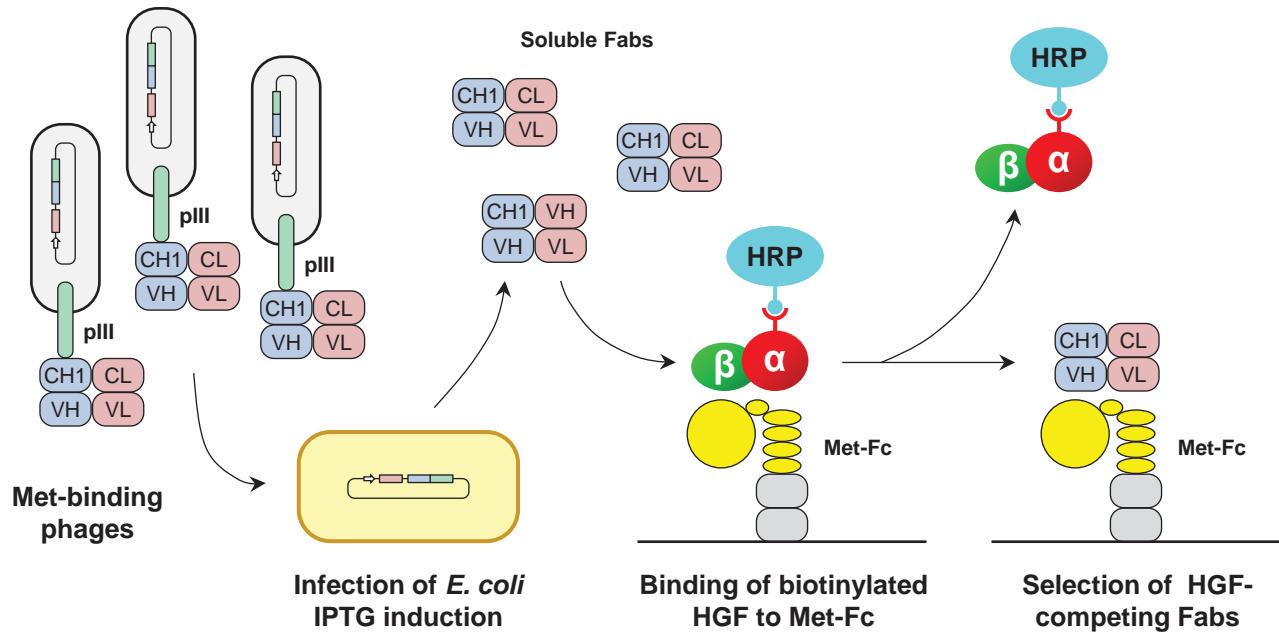 Soluble Fabs
pIII
CH1 CL
VH VL
pIII
CH1 CL
VH VL
pIII
CH1 CL
VH VL
Met-binding
phages
Infection of E. coli
IPTG induction
CH1 CL
VH VL
CH1 CL
VH VL
CH1 VH
VH VL
HRP
β α
Met-Fc
Binding of biotinylated
HGF to Met-Fc
HRP
β α
CH1 CL
VH VL
Met-Fc
Selection of HGF-
competing Fabs